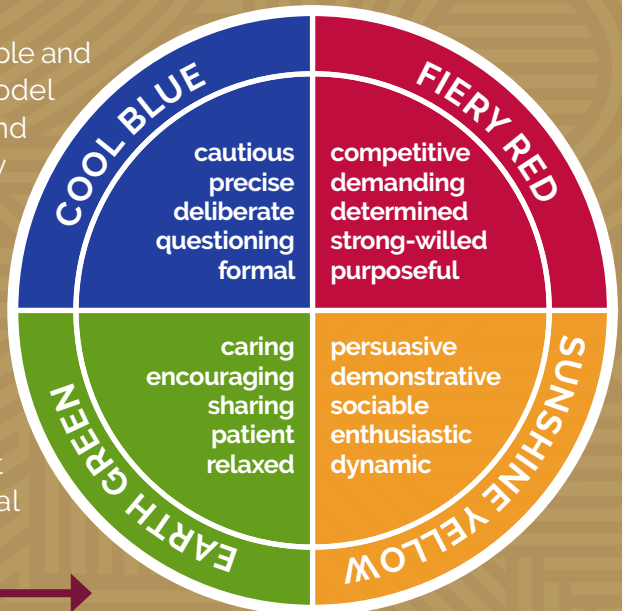 ple and
odel
nd
y
t
al
COOL BLUE
cautious
precise
deliberate
questioning
formal
FIERY RED
competitive
demanding
determined
strong-willed
purposeful
EARTH GREEN
caring
encouraging
sharing
patient
relaxed
SUNSHINE YELLOW
persuasive
demonstrative
sociable
enthusiastic
dynamic